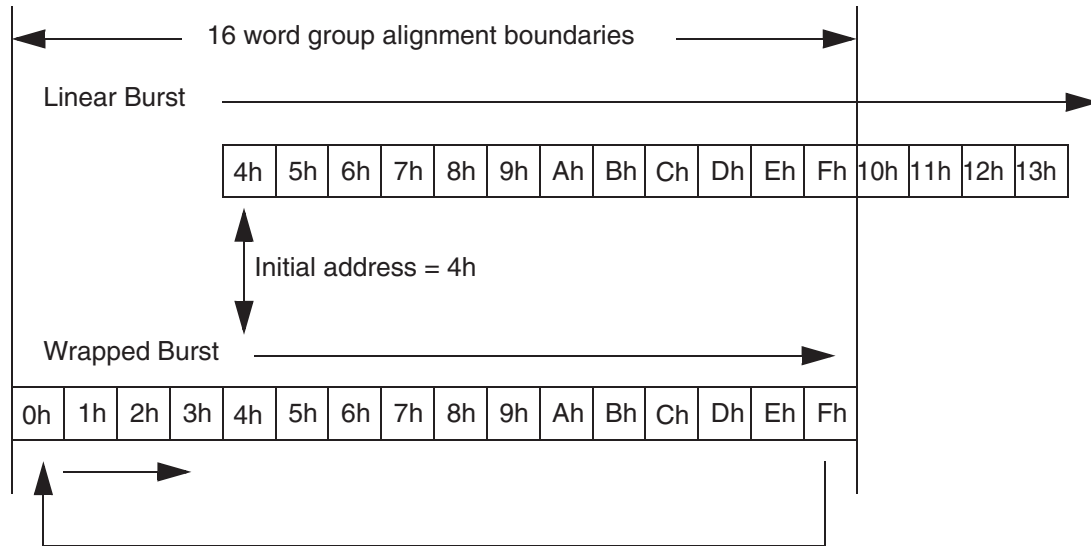 16 word group alignment boundaries
Linear Burst
4h 5h 6h 7h 8h 9h Ah Bh Ch Dh Eh Fh 10h 11h 12h 13h
Initial address = 4h
Wrapped Burst
0h 1h 2h 3h 4h 5h 6h 7h 8h 9h Ah Bh Ch Dh Eh Fh